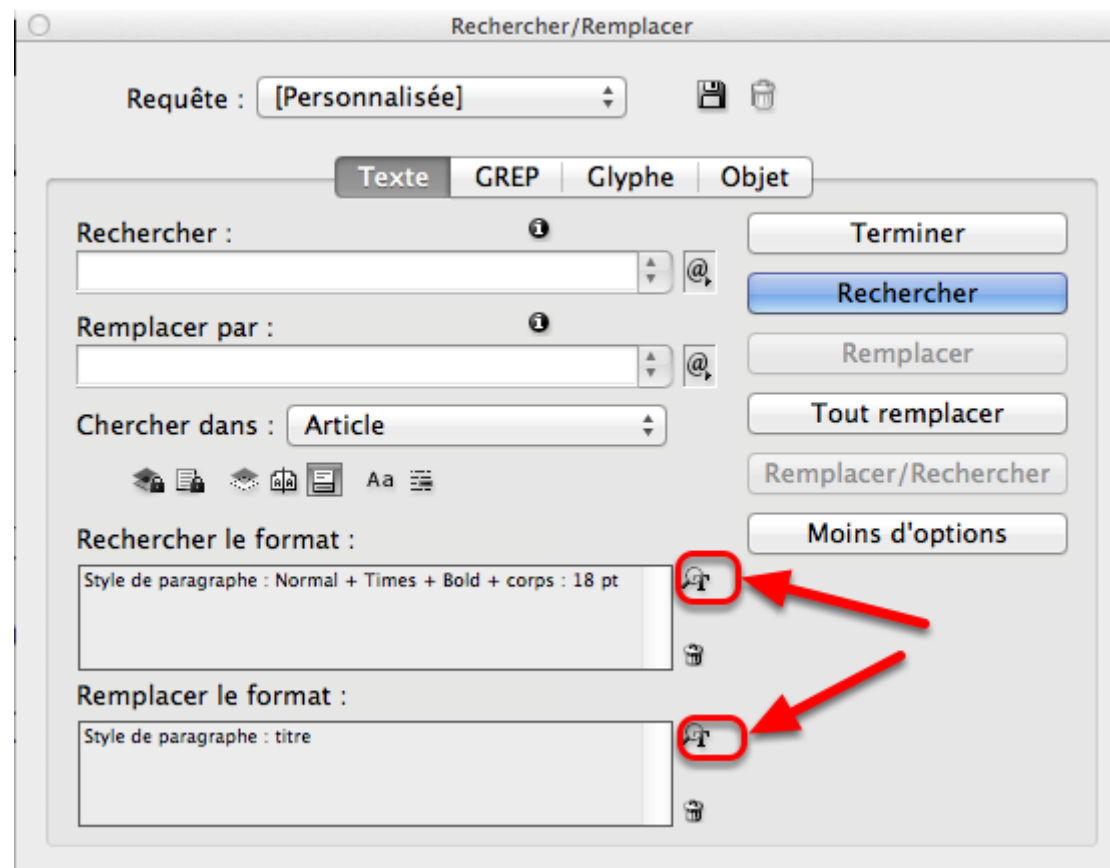 Rechercher/Remplacer
Requête : [Personnalisée]
Texte GREP Glyphe Objet
Rechercher :
Terminer
@
Rechercher
Remplacer par :
Remplacer
@
Chercher dans : Article
Tout remplacer
Aa
Remplacer/Rechercher
Rechercher le format :
Moins d'options
Style de paragraphe : Normal + Times + Bold + corps : 18 pt
Remplacer le format :
Style de paragraphe : titre